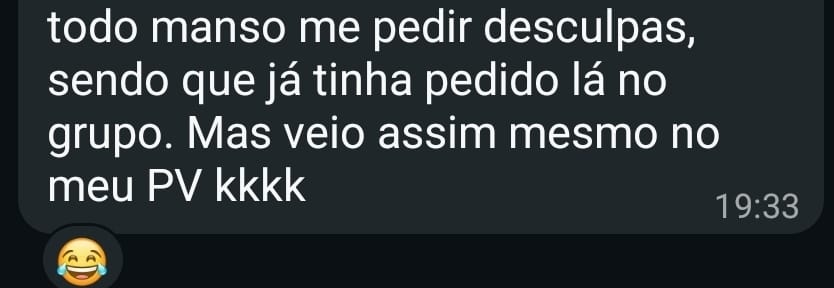 todo manso me pedir desculpas,
sendo que já tinha pedido lá no
grupo. Mas veio assim mesmo no
meu PV kkkk
19:33